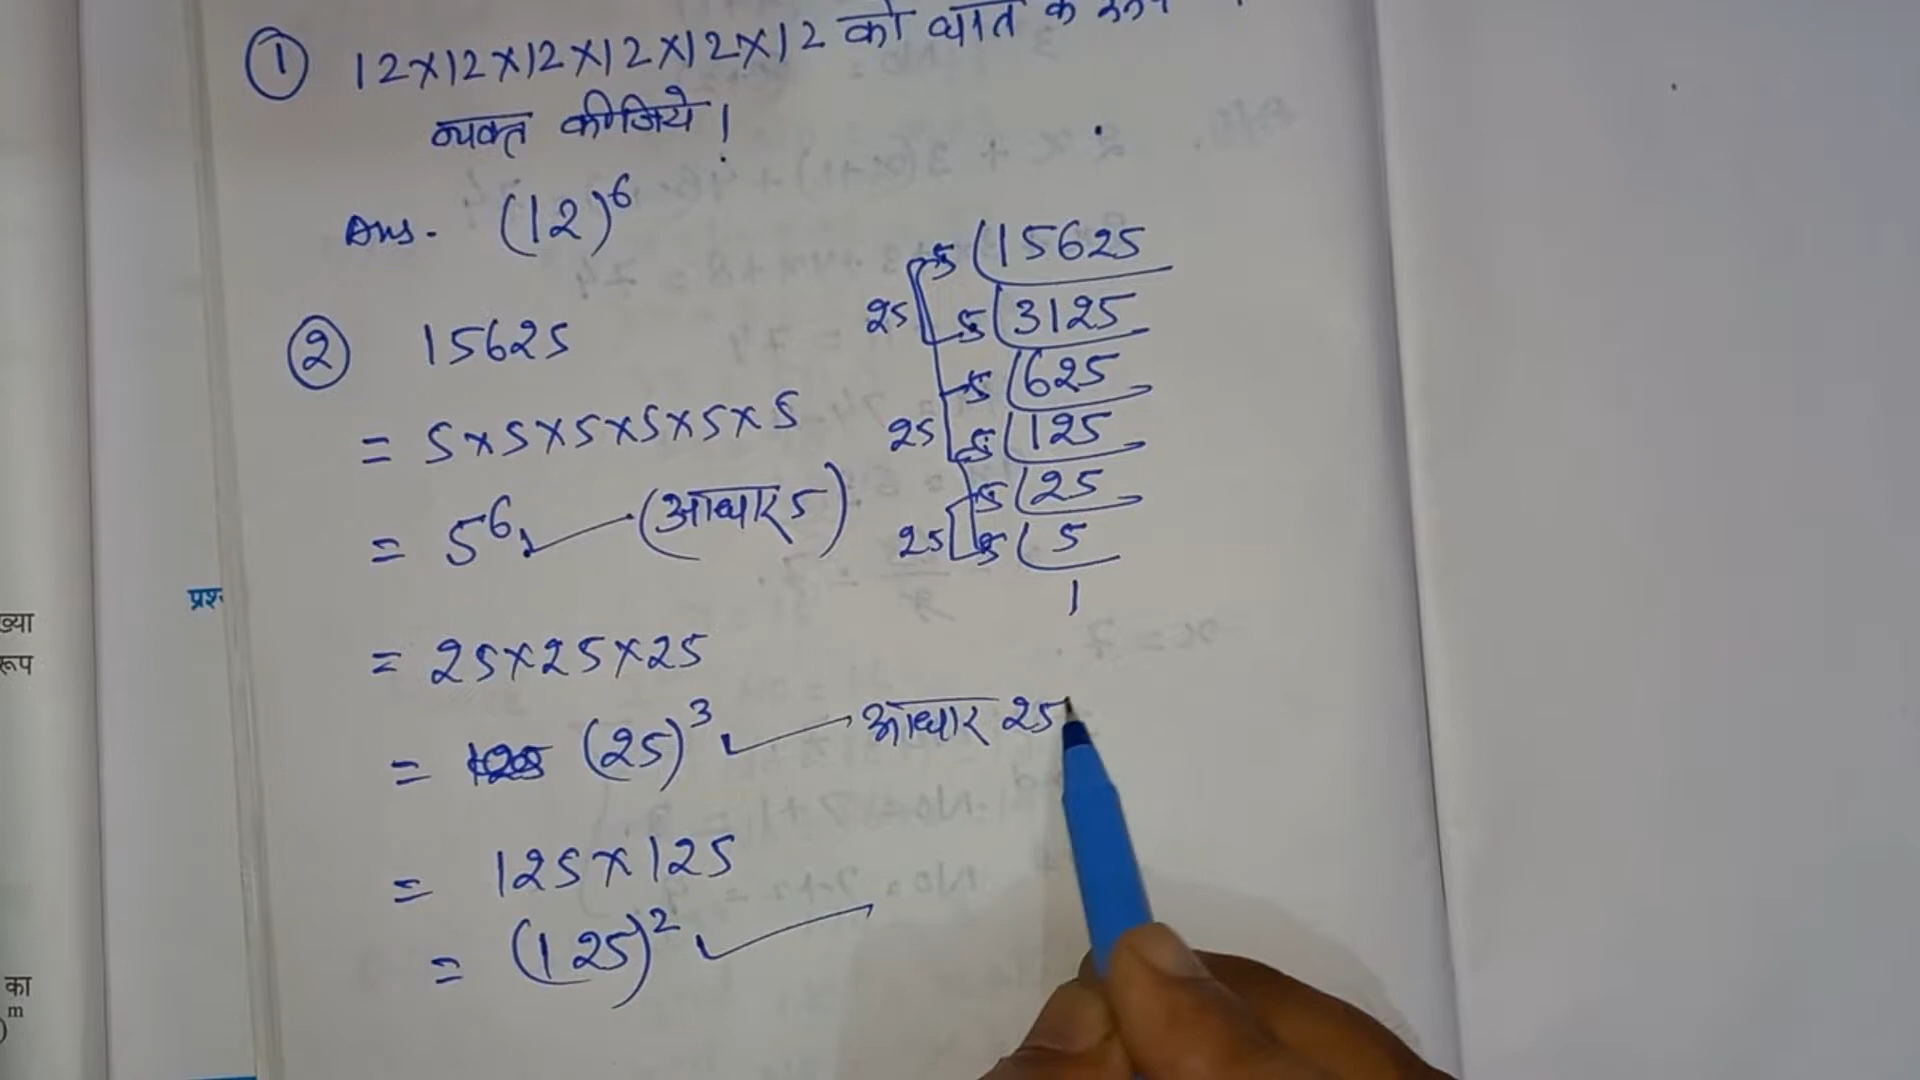 ① 12×12×12×12×12×12 को घात के
व्यक्त कीजिये।
Ans. (12)⁶
② 15625
= 5×5×5×5×5×5
= 5⁶ (आधार 5)
= 25×25×25
= (25)³ आधार 25
= 125×125
= (125)²
5 15625
25
5 3125
5 625
25
5 125
5 25
25
5 5
1
प्रश्
ख्या
रूप
का
m
)